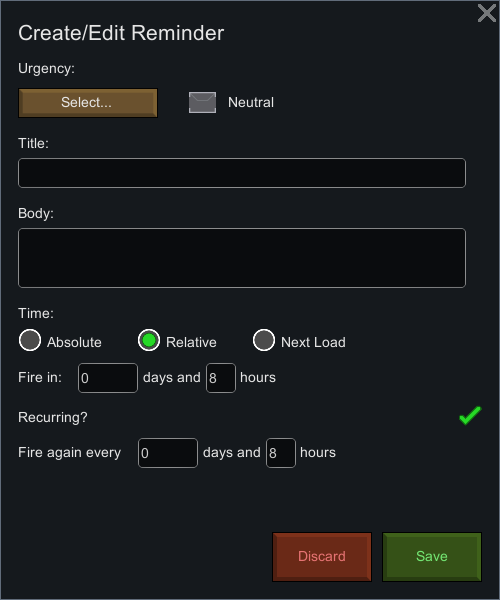 Create/Edit Reminder
Urgency:
Select... Neutral
Title:
Body:
Time:
Absolute Relative Next Load
Fire in: 0 days and 8 hours
Recurring?
Fire again every 0 days and 8 hours
Discard Save